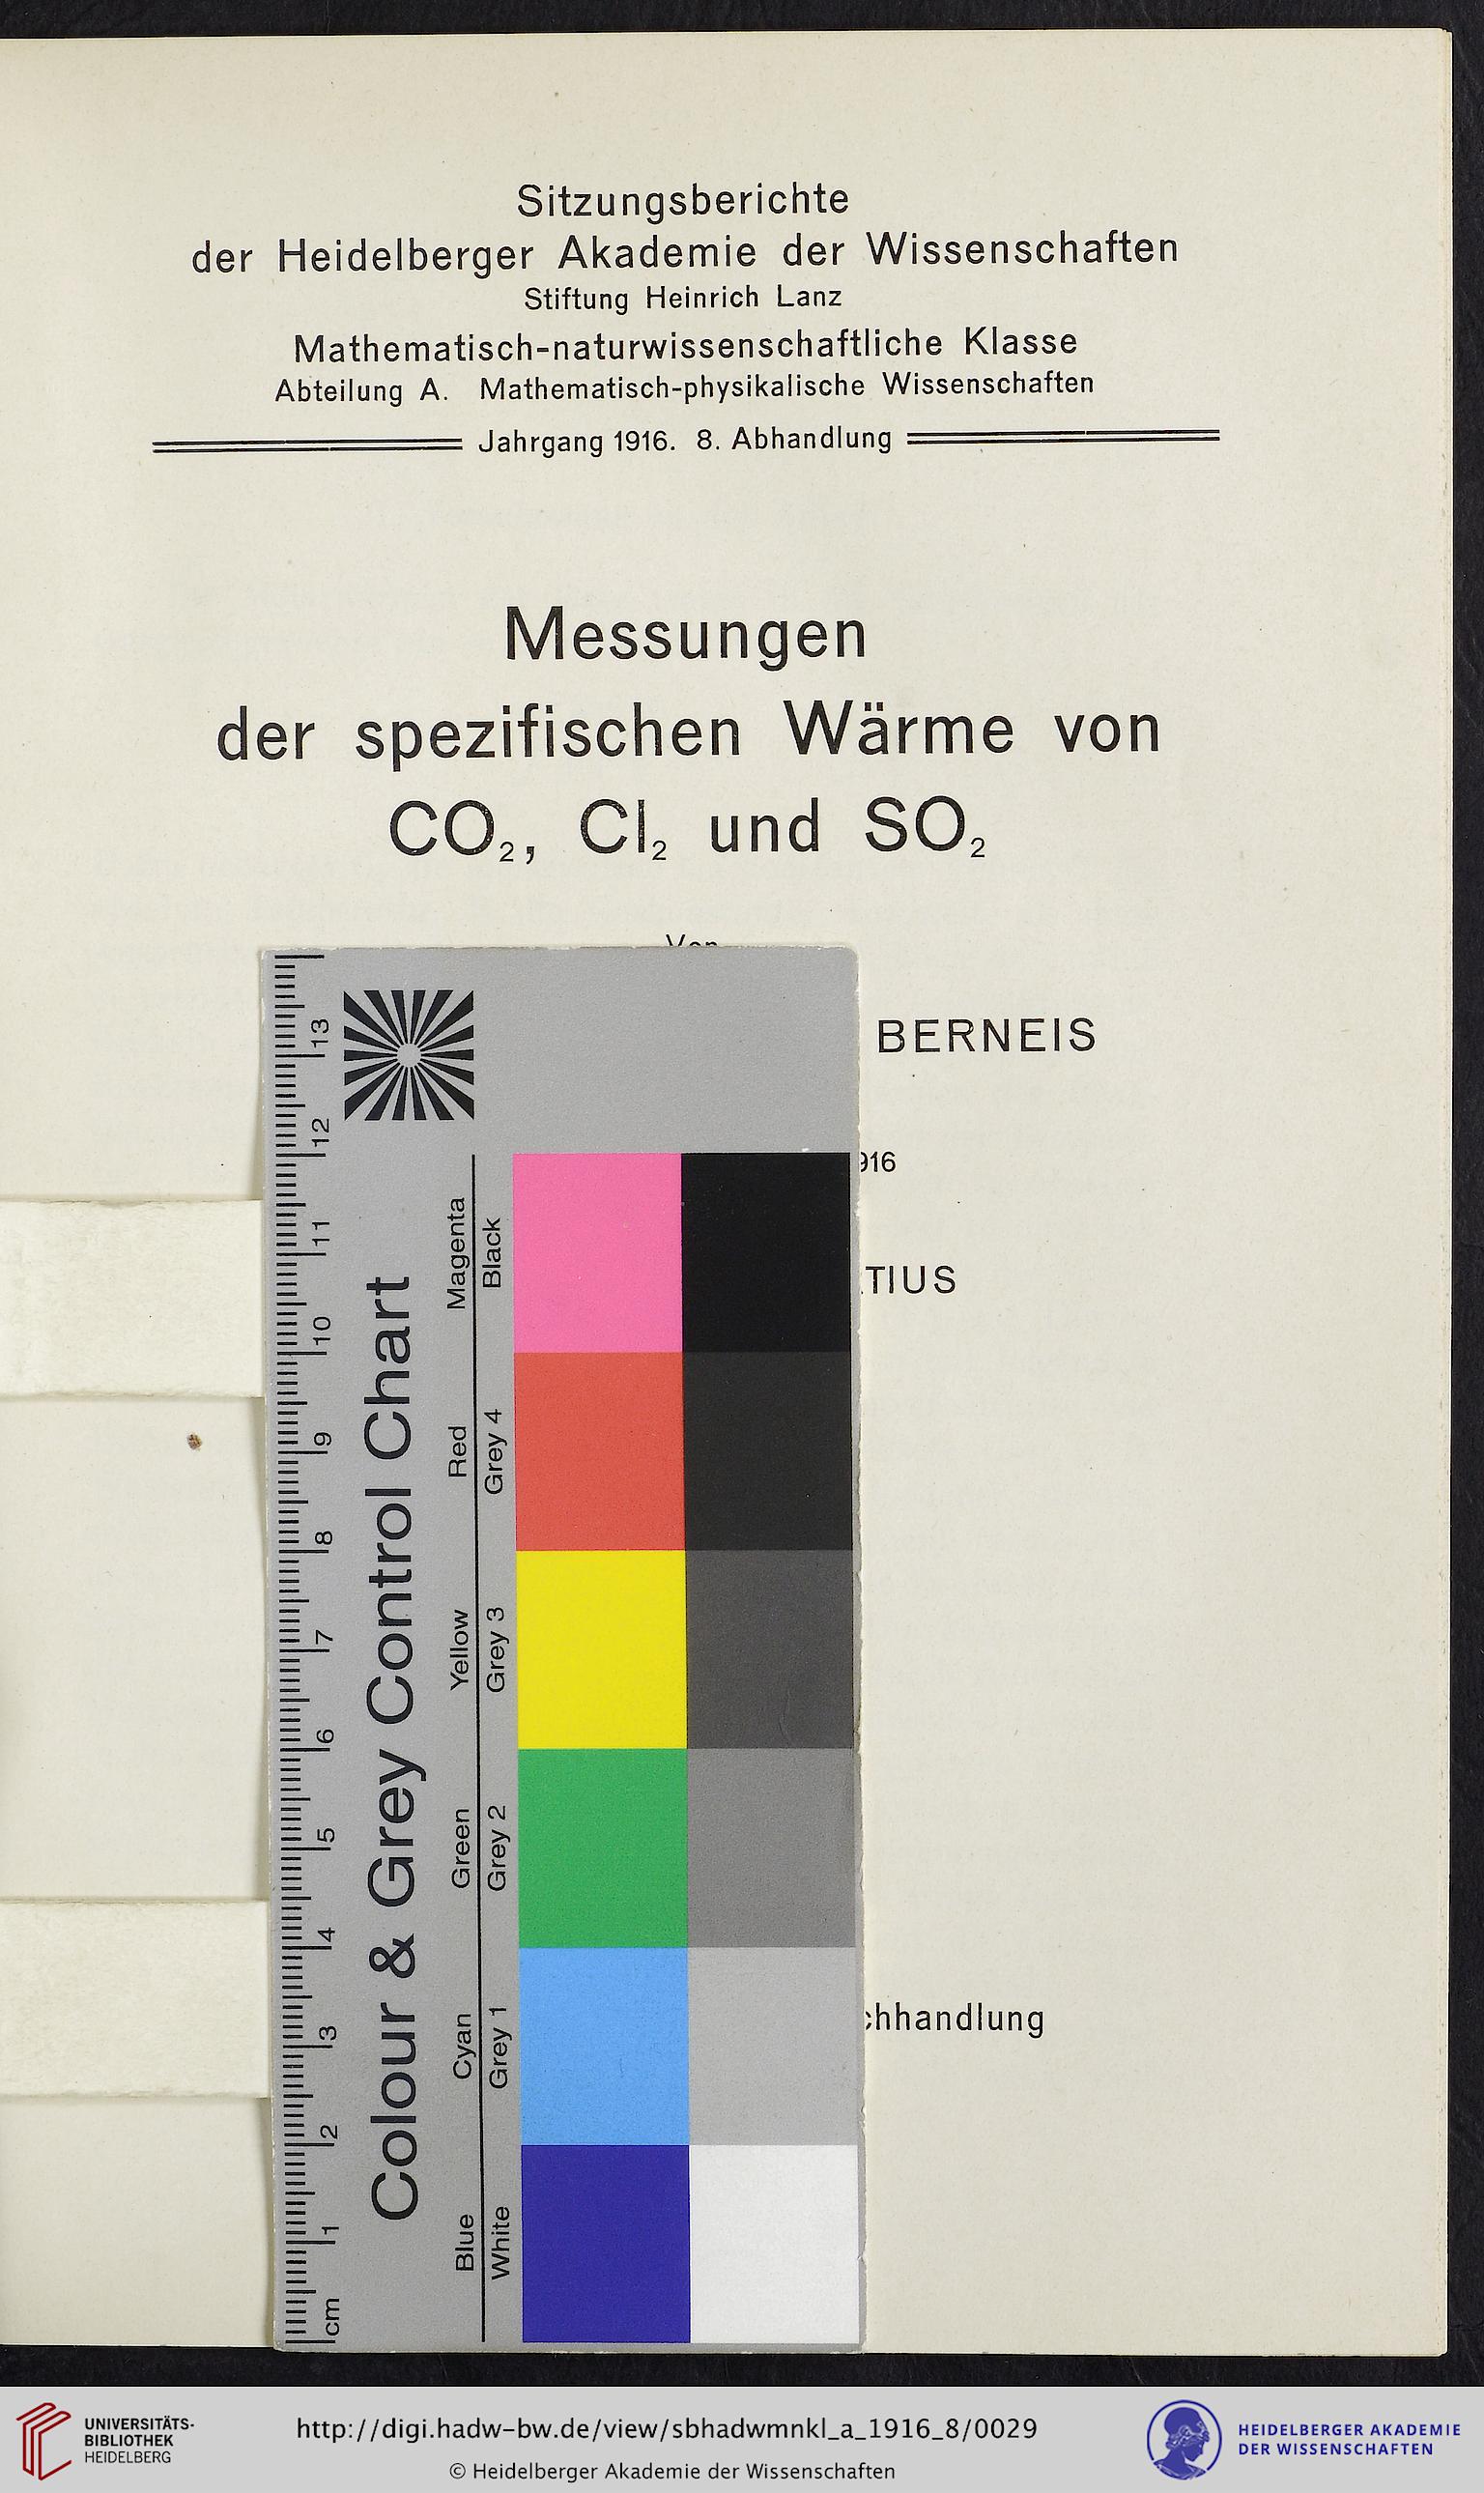 Sitzungsberichte
der Heidelberger Akademie der Wissenschaften
Stiftung Heinrich Lanz
Mathematisch-naturwissenschaftliche Klasse
Abteilung A. Mathematisch-physikalische Wissenschaften
Jahrgang 1916. 8. Abhandlung
Messungen
der spezifischen Wärme von
CO₂, Cl₂ und SO₂
Von
BERNEIS
916
TIUS
chhandlung
Colour & Grey Control Chart
Magenta
Black
Red
Grey 4
Yellow
Grey 3
Green
Grey 2
Cyan
Grey 1
Blue
White
13
12
11
10
9
8
7
6
5
4
3
2
1
cm
UNIVERSITÄTS-
BIBLIOTHEK
HEIDELBERG
http://digi.hadw-bw.de/view/sbhadwmnkl_a_1916_8/0029
© Heidelberger Akademie der Wissenschaften
HEIDELBERGER AKADEMIE
DER WISSENSCHAFTEN